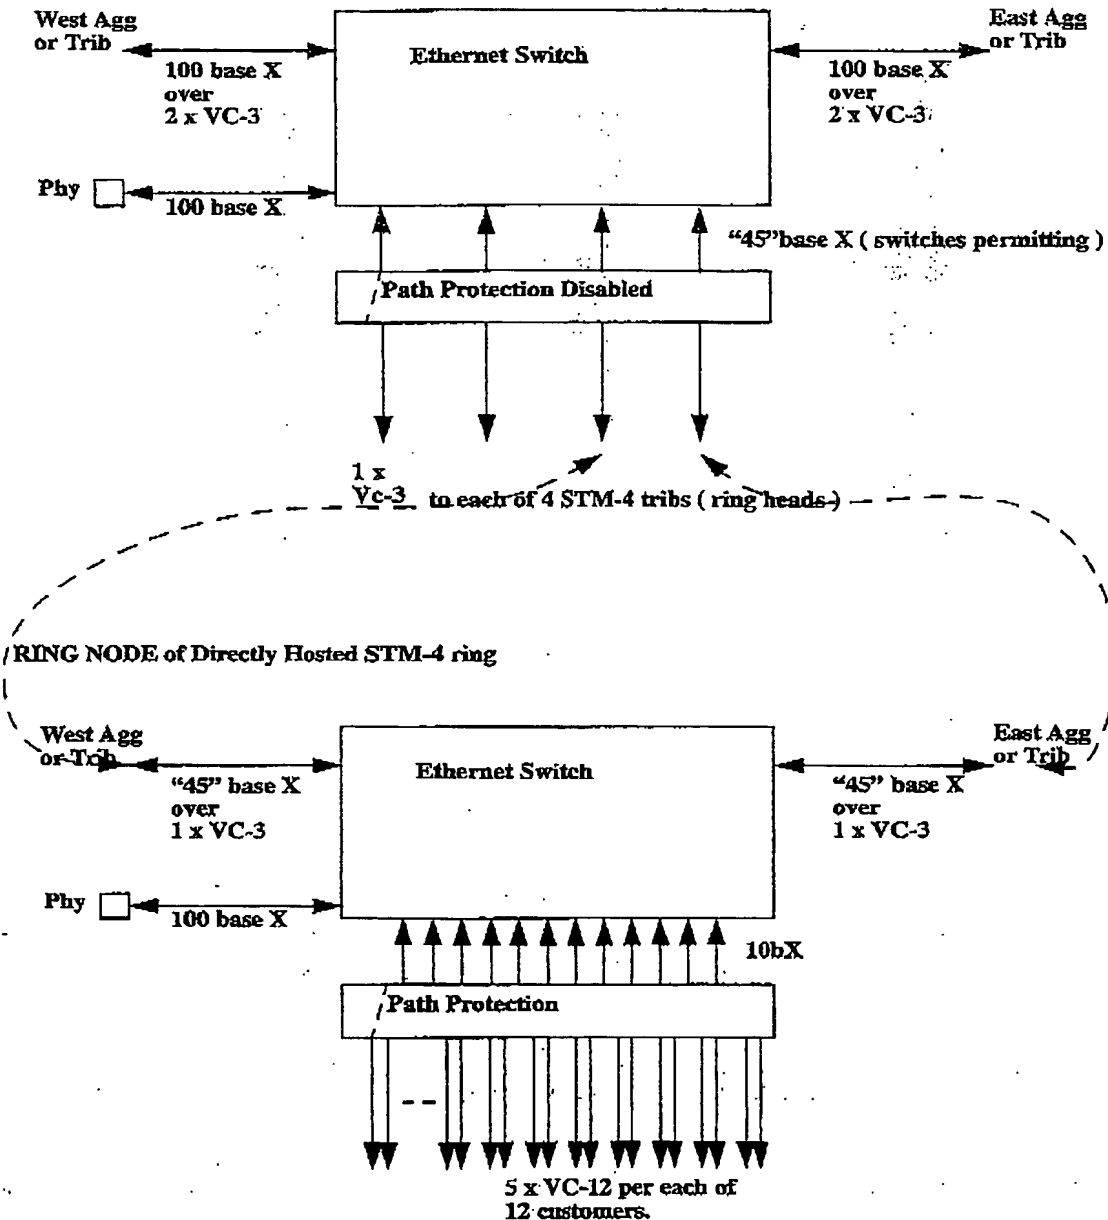 West Agg
or Trib
100 base X
over
2 x VC-3
Ethernet Switch
East Agg
or Trib
100 base X
over
2 x VC-3
Phy
100 base X
“45”base X ( switches permitting )
Path Protection Disabled
1 x
Vc-3 to each of 4 STM-4 tribs ( ring heads )
RING NODE of Directly Hosted STM-4 ring
West Agg
or Trib
“45” base X
over
1 x VC-3
Ethernet Switch
East Agg
or Trib
“45” base X
over
1 x VC-3
Phy
100 base X
10bX
Path Protection
5 x VC-12 per each of
12 customers.